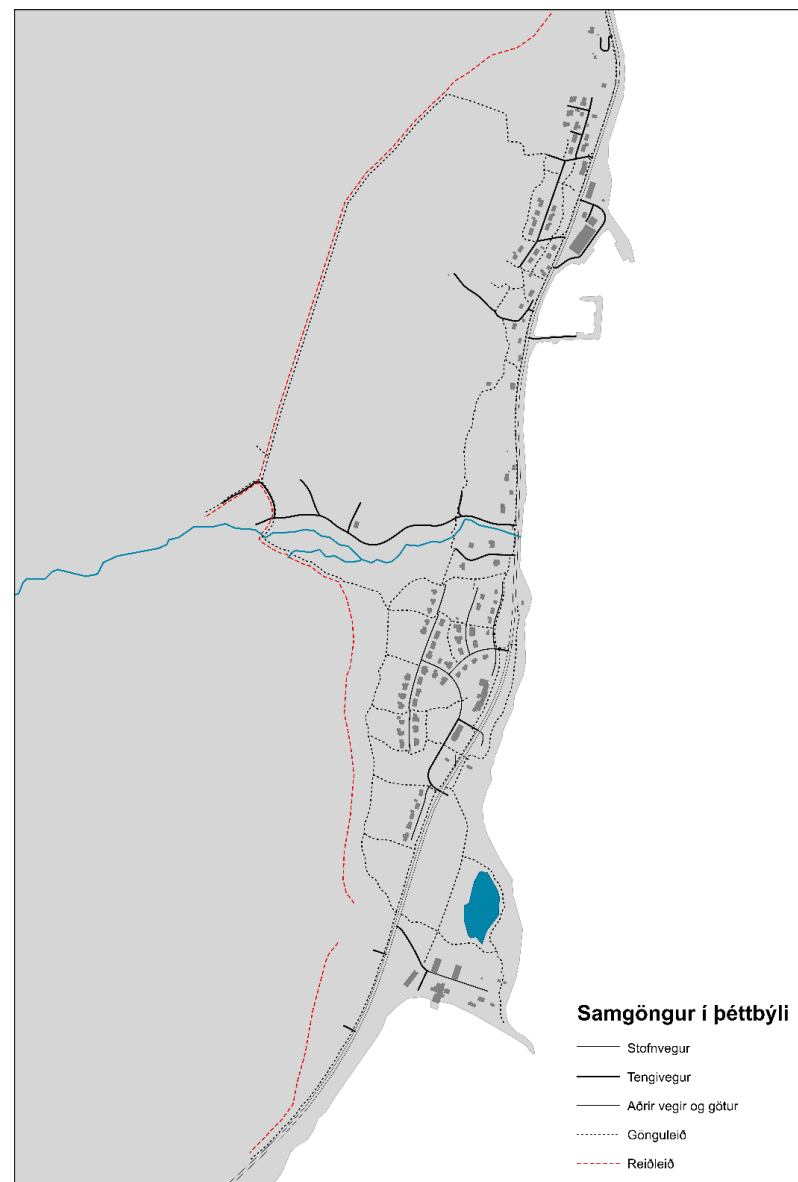 Samgöngur í þéttbýli
Stofnvegur
Tengivegur
Aðrir vegir og götur
Gönguleið
Reiðleið